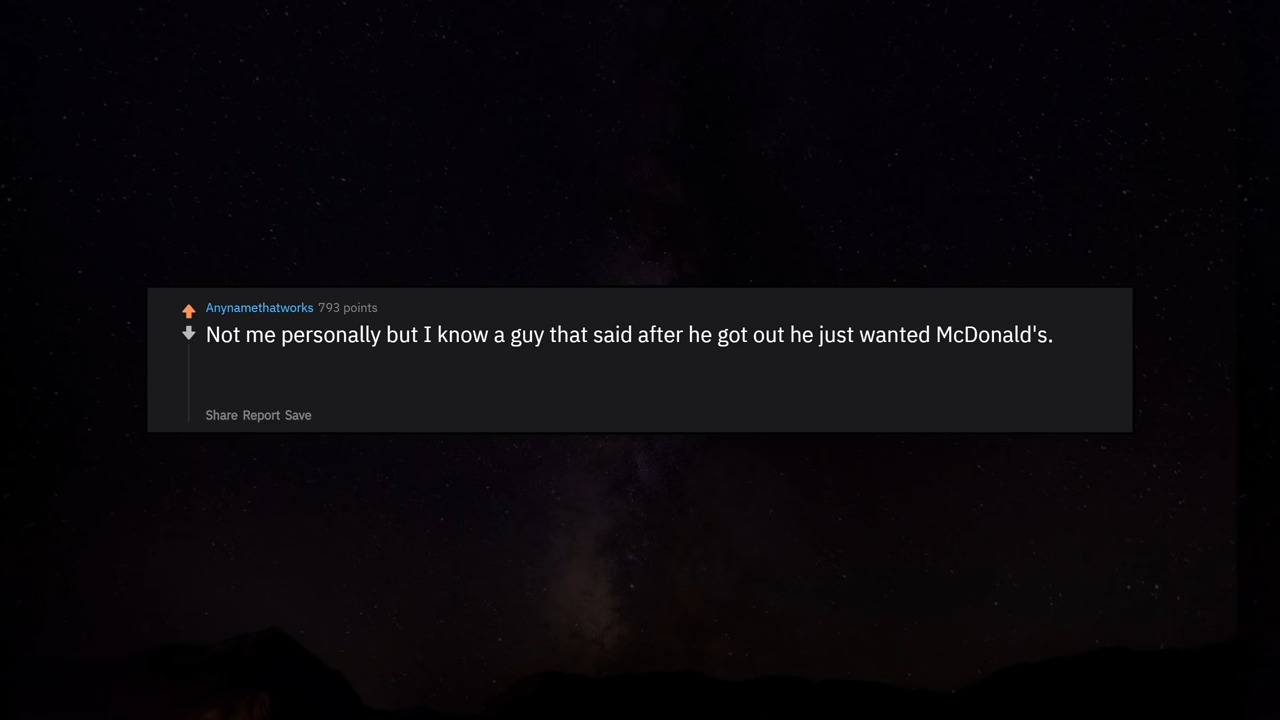 Anynamethatworks 793 points
Not me personally but I know a guy that said after he got out he just wanted McDonald's.
Share Report Save